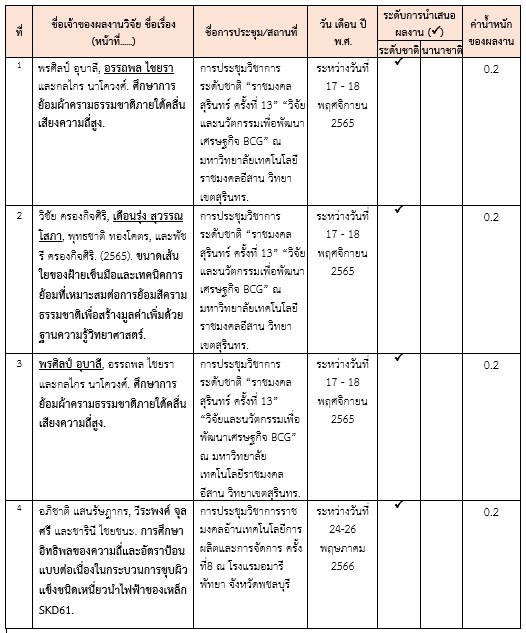 ที่
ชื่อเจ้าของผลงานวิจัย ชื่อเรื่อง
(หน้าที่.....)
ชื่อการประชุม/สถานที่
วัน เดือน ปี
พ.ศ.
ระดับการนำเสนอ
ผลงาน (✓)
ระดับชาติ
นานาชาติ
ค่าน้ำหนัก
ของผลงาน
1
พรศิลป์ อุบาลี, อรรถพล ไชยรา
และกลไกร นาโควงศ์. ศึกษาการ
ย้อมผ้าครามธรรมชาติภายใต้คลื่น
เสียงความถี่สูง.
การประชุมวิชาการ
ระดับชาติ "ราชมงคล
สุรินทร์ ครั้งที่ 13" "วิจัย
และนวัตกรรมเพื่อพัฒนา
เศรษฐกิจ BCG" ณ
มหาวิทยาลัยเทคโนโลยี
ราชมงคลอีสาน วิทยา
เขตสุรินทร.
ระหว่างวันที่
17 - 18
พฤศจิกายน
2565
✓
0.2
2
วิชัย ครองกิจศิริ, เดือนรุ่ง สุวรรณ
โสภา, พุทธชาติ ทองโคตร, และพัช
รี ครองกิจศิริ. (2565). ขนาดเส้น
ใยของฝ้ายเข็นมือและเทคนิคการ
ย้อมที่เหมาะสมต่อการย้อมสีคราม
ธรรมชาติเพื่อสร้างมูลค่าเพิ่มด้วย
ฐานความรู้วิทยาศาสตร์.
การประชุมวิชาการ
ระดับชาติ "ราชมงคล
สุรินทร์ ครั้งที่ 13" "วิจัย
และนวัตกรรมเพื่อพัฒนา
เศรษฐกิจ BCG" ณ
มหาวิทยาลัยเทคโนโลยี
ราชมงคลอีสาน วิทยา
เขตสุรินทร.
ระหว่างวันที่
17 - 18
พฤศจิกายน
2565
✓
0.2
3
พรศิลป์ อุบาลี, อรรถพล ไชยรา
และกลไกร นาโควงศ์. ศึกษาการ
ย้อมผ้าครามธรรมชาติภายใต้คลื่น
เสียงความถี่สูง.
การประชุมวิชาการ
ระดับชาติ "ราชมงคล
สุรินทร์ ครั้งที่ 13"
"วิจัยและนวัตกรรมเพื่อ
พัฒนาเศรษฐกิจ BCG"
ณ มหาวิทยาลัย
เทคโนโลยีราชมงคล
อีสาน วิทยาเขตสุรินทร.
ระหว่างวันที่
17 - 18
พฤศจิกายน
2565
✓
0.2
4
อภิชาติ แสนรัษฎากร, วีระพงศ์ จุล
ศรี และชาริณี ไชยชนะ. การศึกษา
อิทธิพลของความถี่และอัตราป้อน
แบบต่อเนื่องในกระบวนการชุบผิว
แข็งชนิดเหนี่ยวนำไฟฟ้าของเหล็ก
SKD61.
การประชุมวิชาการราช
มงคลด้านเทคโนโลยีการ
ผลิตและการจัดการ ครั้ง
ที่8 ณ โรงแรมอมารี
พัทยา จังหวัดพชลบุรี
ระหว่างวันที่
24-26
พฤษภาคม
2566
✓
0.2